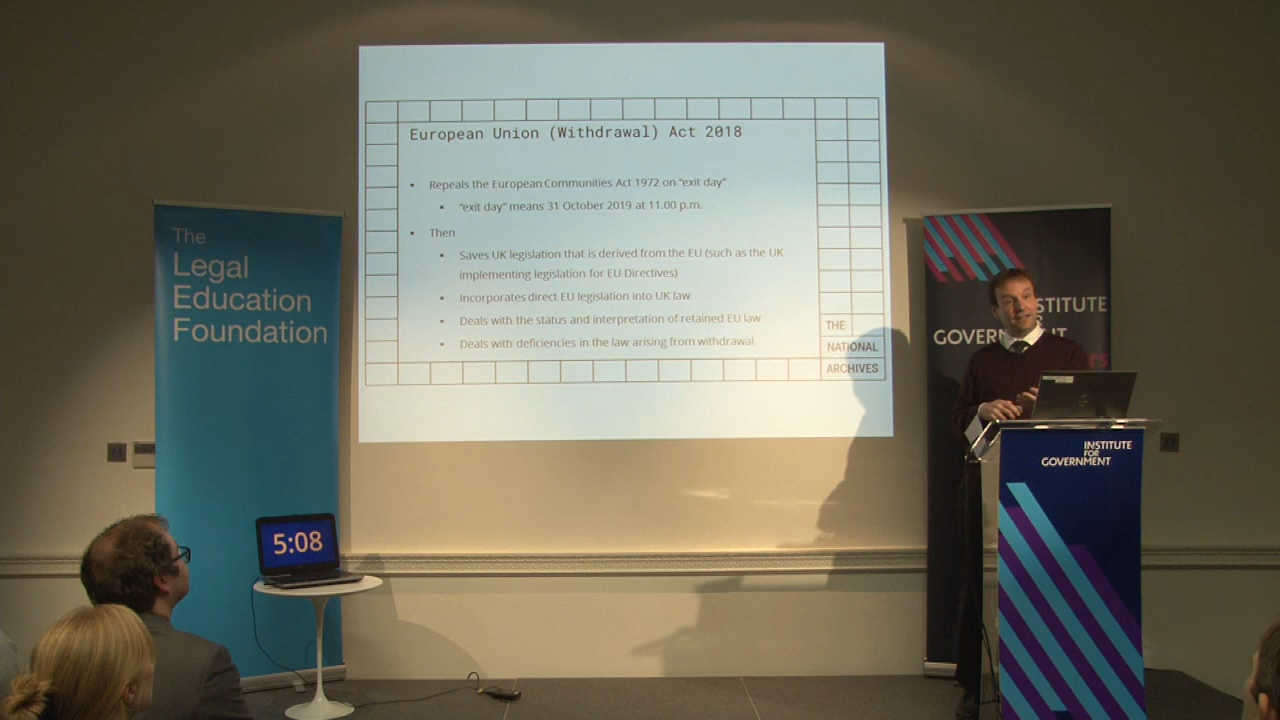 The
Legal
Education
Foundation
European Union (Withdrawal) Act 2018
▪ Repeals the European Communities Act 1972 on “exit day”
▪ “exit day” means 31 October 2019 at 11.00 p.m.
▪ Then
▪ Saves UK legislation that is derived from the EU (such as the UK
implementing legislation for EU Directives)
▪ Incorporates direct EU legislation into UK law
▪ Deals with the status and interpretation of retained EU law
▪ Deals with deficiencies in the law arising from withdrawal
THE
NATIONAL
ARCHIVES
5:08
INSTITUTE
FOR
GOVERNMENT